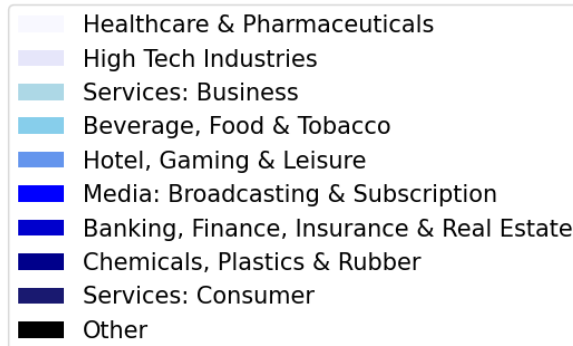 Healthcare & Pharmaceuticals
High Tech Industries
Services: Business
Beverage, Food & Tobacco
Hotel, Gaming & Leisure
Media: Broadcasting & Subscription
Banking, Finance, Insurance & Real Estate
Chemicals, Plastics & Rubber
Services: Consumer
Other